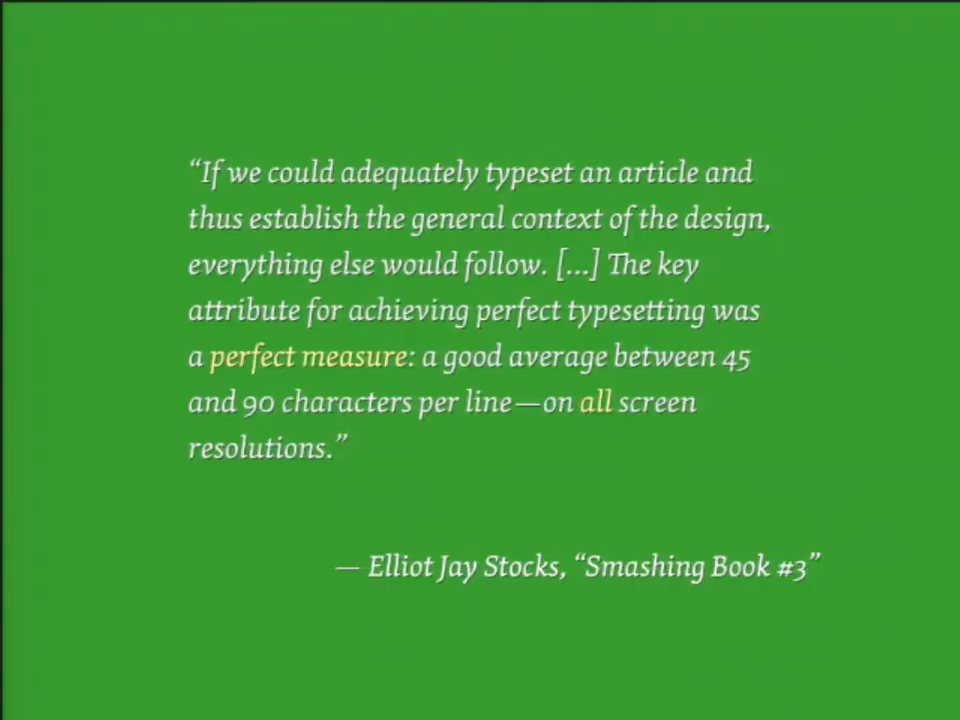 “If we could adequately typeset an article and
thus establish the general context of the design,
everything else would follow. [...] The key
attribute for achieving perfect typesetting was
a perfect measure: a good average between 45
and 90 characters per line—on all screen
resolutions.”
— Elliot Jay Stocks, “Smashing Book #3”